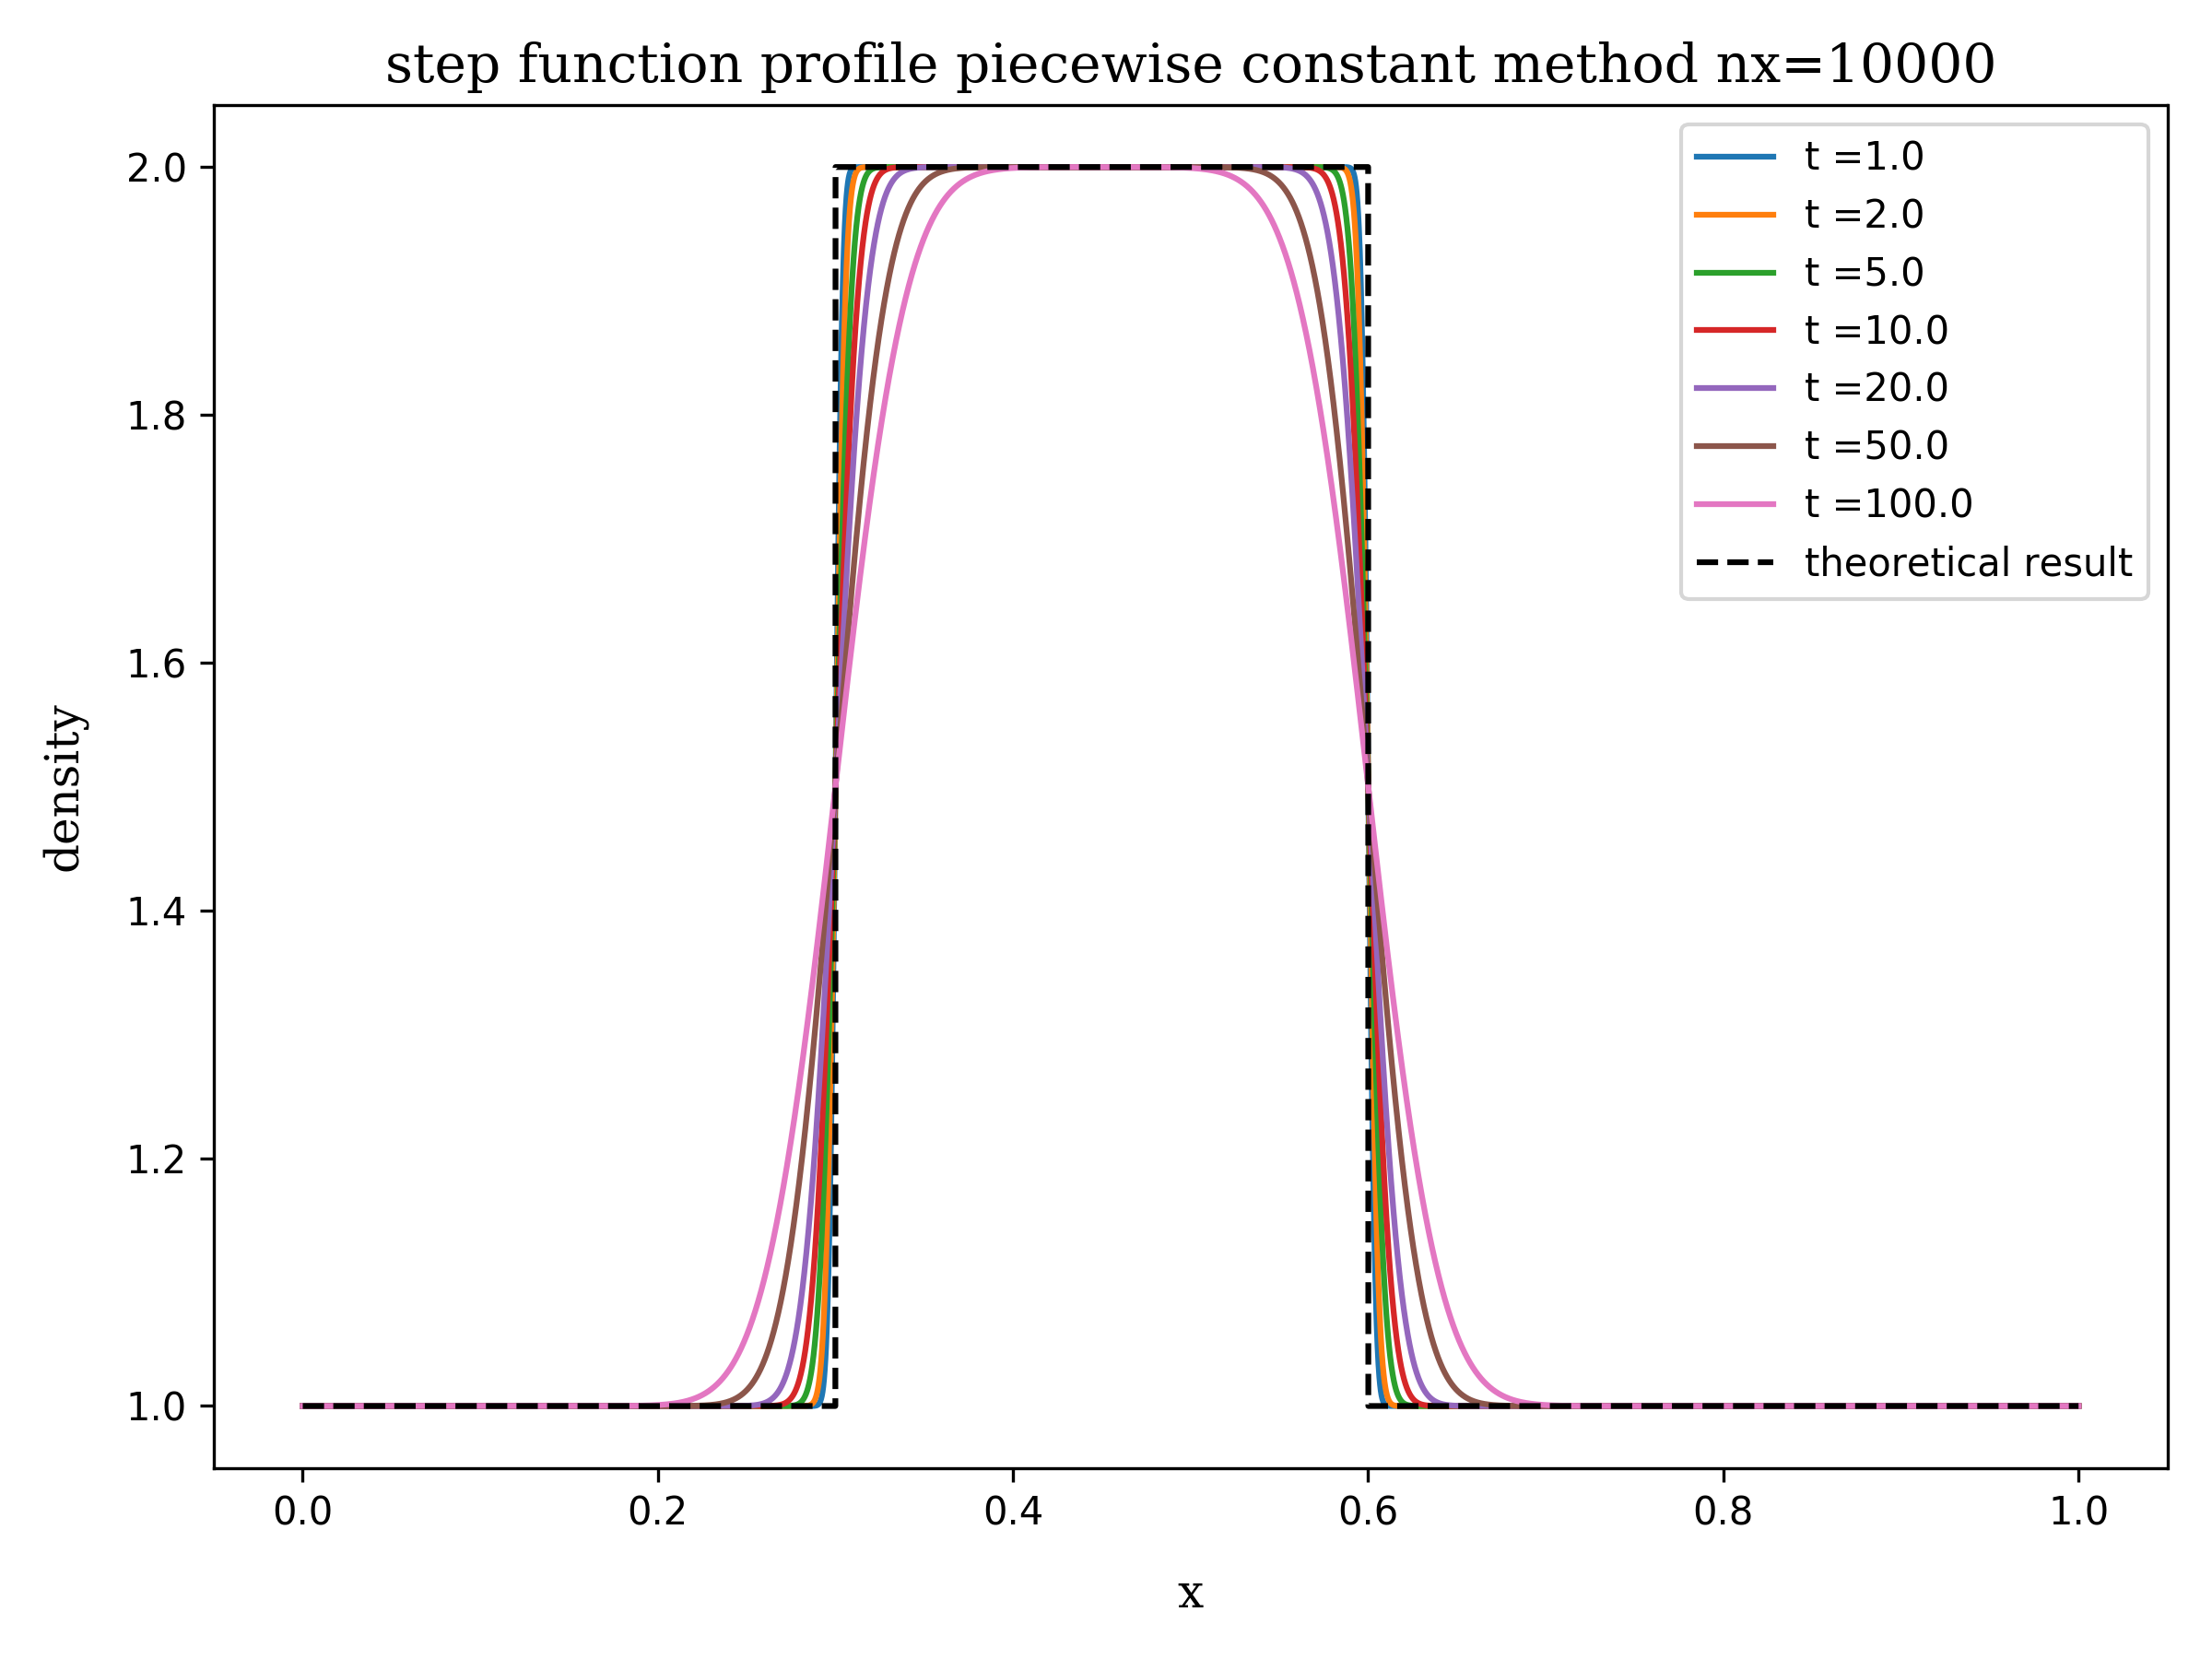 step function profile piecewise constant method nx=10000
t =1.0
t =2.0
t =5.0
t =10.0
t =20.0
t =50.0
t =100.0
theoretical result
density
2.0
1.8
1.6
1.4
1.2
1.0
0.0 0.2 0.4 0.6 0.8 1.0
x